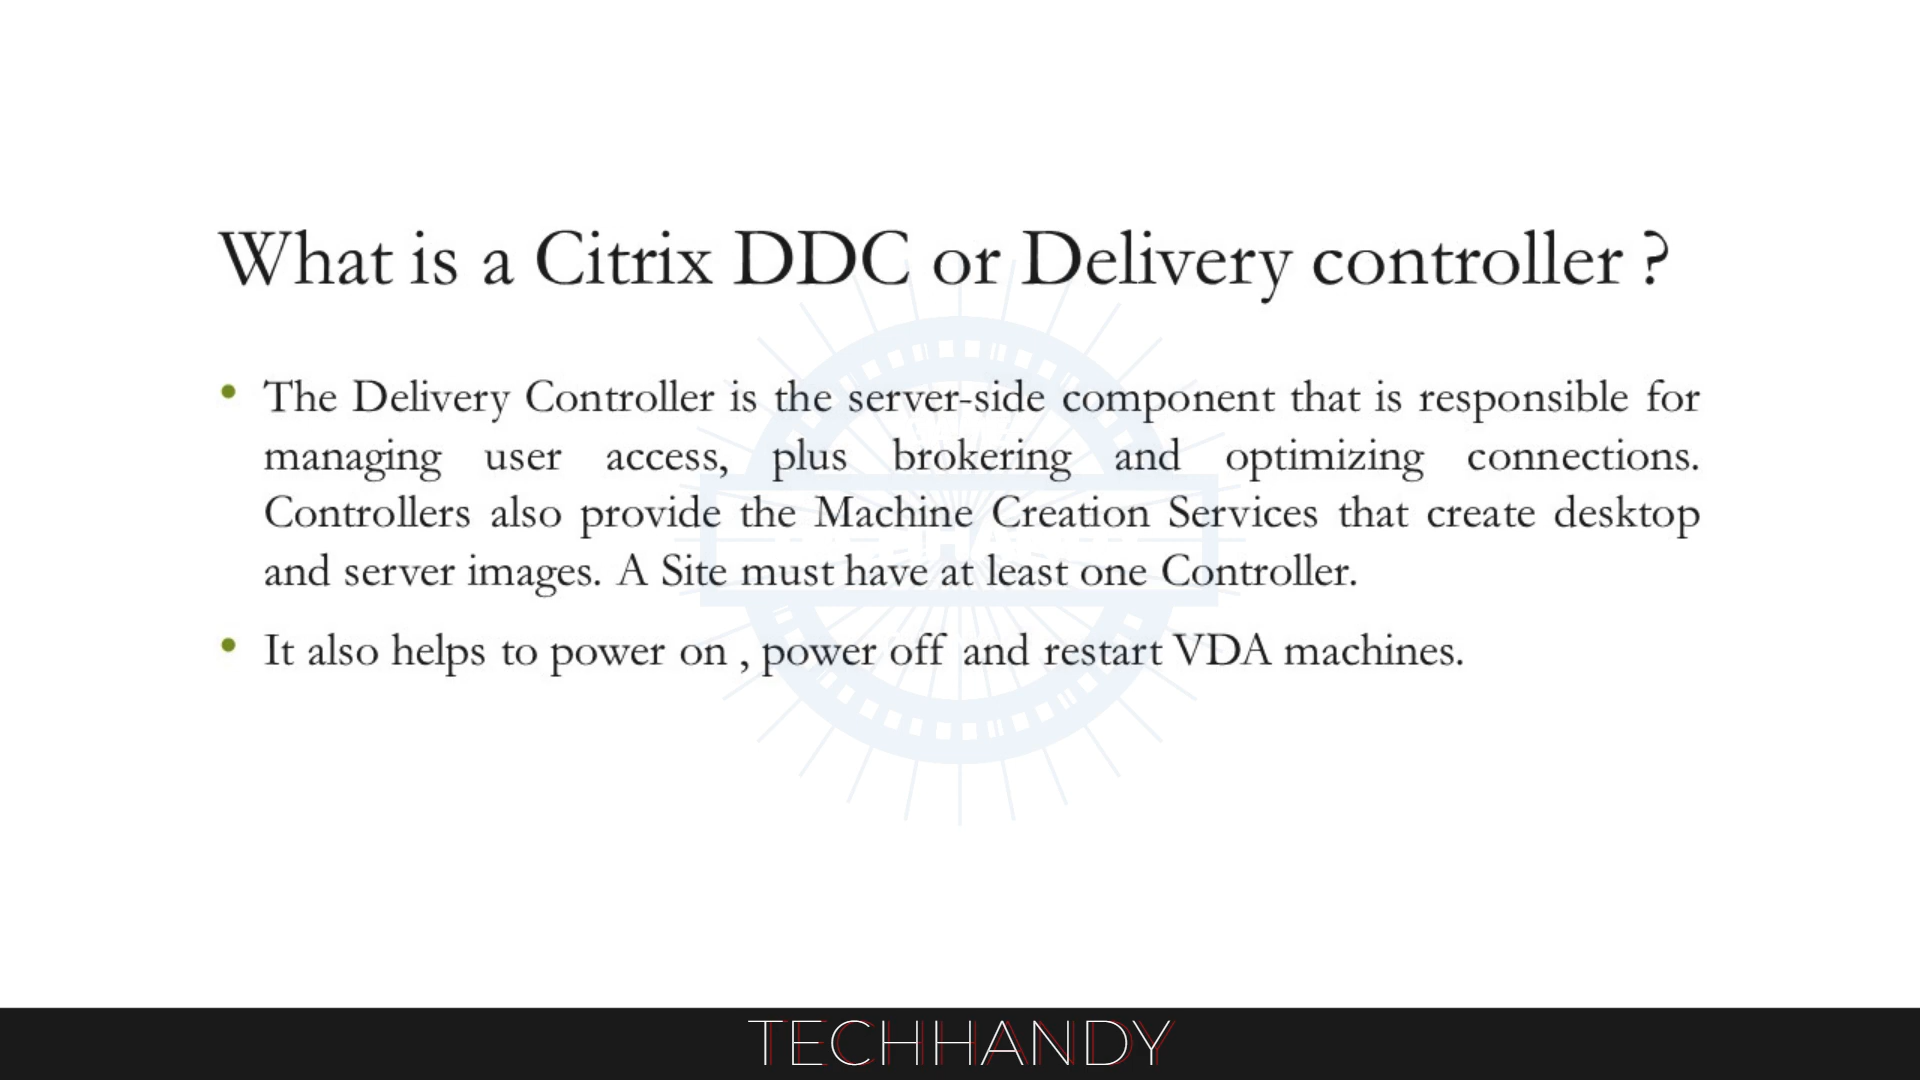 What is a Citrix DDC or Delivery controller ?
• The Delivery Controller is the server-side component that is responsible for
managing user access, plus brokering and optimizing connections.
Controllers also provide the Machine Creation Services that create desktop
and server images. A Site must have at least one Controller.
• It also helps to power on , power off and restart VDA machines.
TECHHANDY